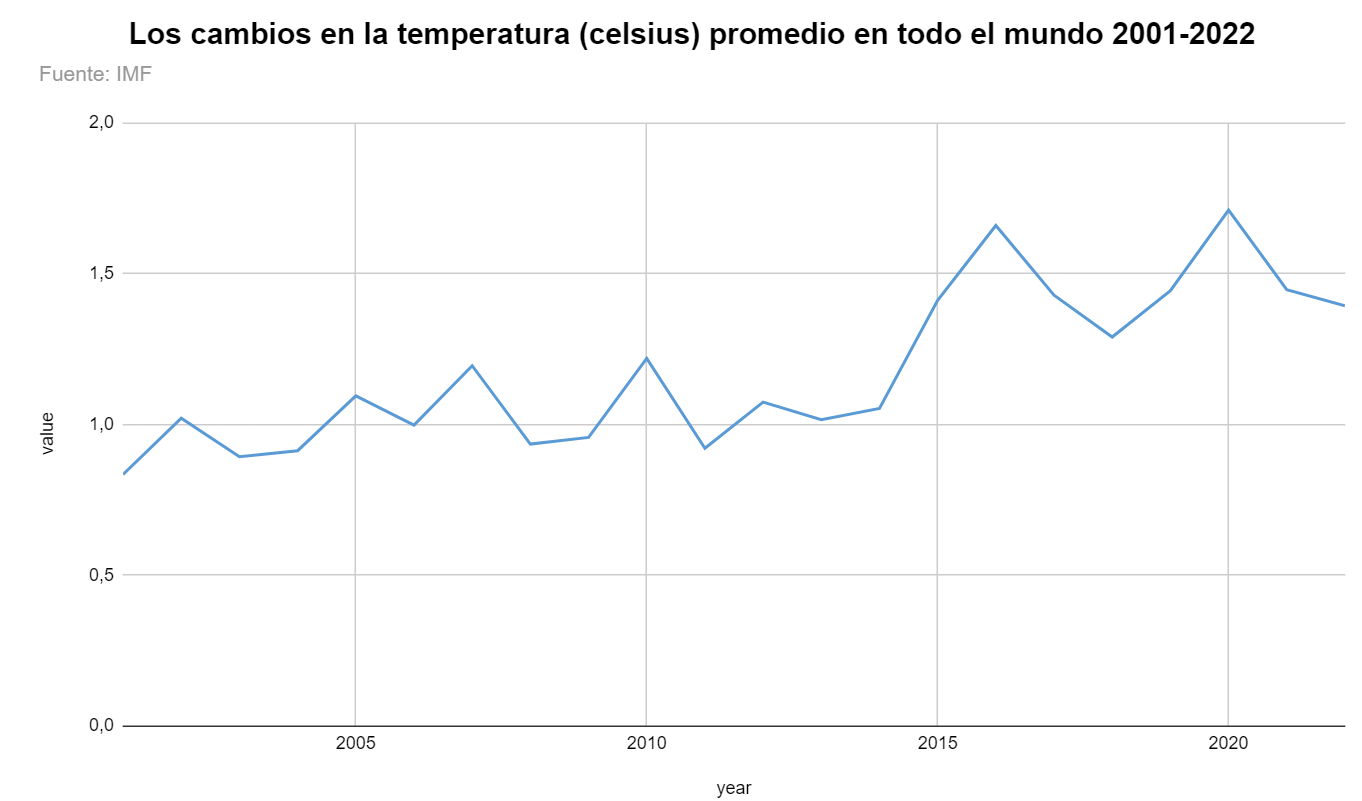 Los cambios en la temperatura (celsius) promedio en todo el mundo 2001-2022
Fuente: IMF
2,0
1,5
1,0
0,5
0,0
value
2005
2010
2015
2020
year